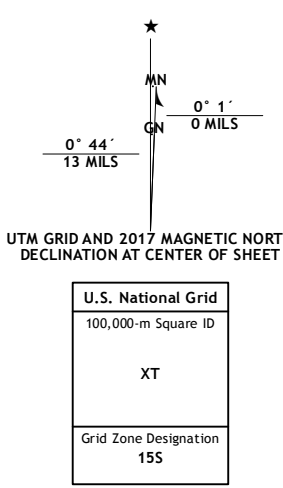 ★
MN
0° 1´
0 MILS
GN
0° 44´
13 MILS
UTM GRID AND 2017 MAGNETIC NORT
DECLINATION AT CENTER OF SHEET
U.S. National Grid
100,000-m Square ID
XT
Grid Zone Designation
15S